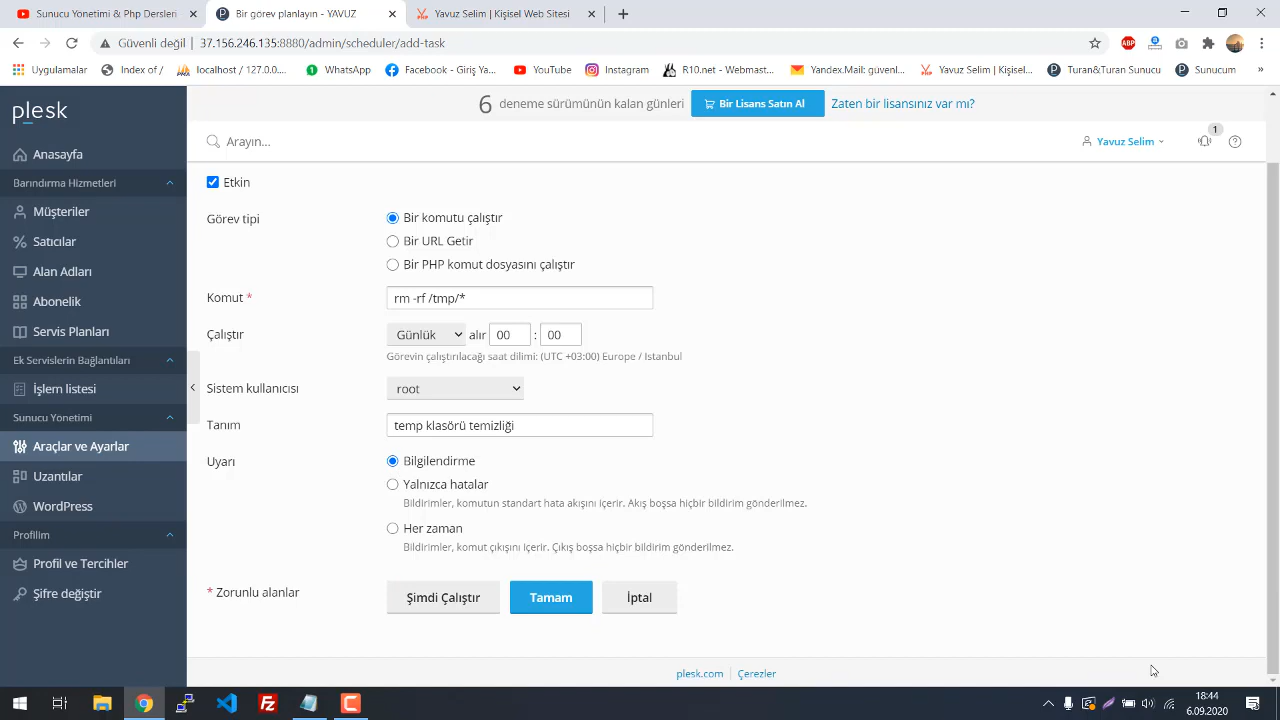 Sunucu Yönetimi & Php Dersleri
Bir görev planlayın - YAVUZ
Yavuz Selim | Kişisel Web Sitesi
Güvenli değil
37.156.246.135:8880/admin/scheduler/add-task
ABP
Uygulamalar
Index of /
localhost / 127.0.0...
WhatsApp
Facebook - Giriş Ya...
YouTube
Instagram
R10.net - Webmast...
Yandex.Mail: güvenl...
Yavuz Selim | Kişisel...
Turan&Turan Sunucu
Sunucum
plesk
6 deneme sürümünün kalan günleri
Bir Lisans Satın Al
Zaten bir lisansınız var mı?
Arayın...
Yavuz Selim
1
Anasayfa
Barındırma Hizmetleri
Müşteriler
Satıcılar
Alan Adları
Abonelik
Servis Planları
Ek Servislerin Bağlantıları
İşlem listesi
Sunucu Yönetimi
Araçlar ve Ayarlar
Uzantılar
WordPress
Profilim
Profil ve Tercihler
Şifre değiştir
Etkin
Görev tipi
Bir komutu çalıştır
Bir URL Getir
Bir PHP komut dosyasını çalıştır
Komut *
rm -rf /tmp/*
Çalıştır
Günlük alır 00 : 00
Görevin çalıştırılacağı saat dilimi: (UTC +03:00) Europe / Istanbul
Sistem kullanıcısı
root
Tanım
temp klasörü temizliği
Uyarı
Bilgilendirme
Yalnızca hatalar
Bildirimler, komutun standart hata akışını içerir. Akış boşsa hiçbir bildirim gönderilmez.
Her zaman
Bildirimler, komut çıkışını içerir. Çıkış boşsa hiçbir bildirim gönderilmez.
* Zorunlu alanlar
Şimdi Çalıştır
Tamam
İptal
plesk.com
Çerezler
18:44
6.09.2020